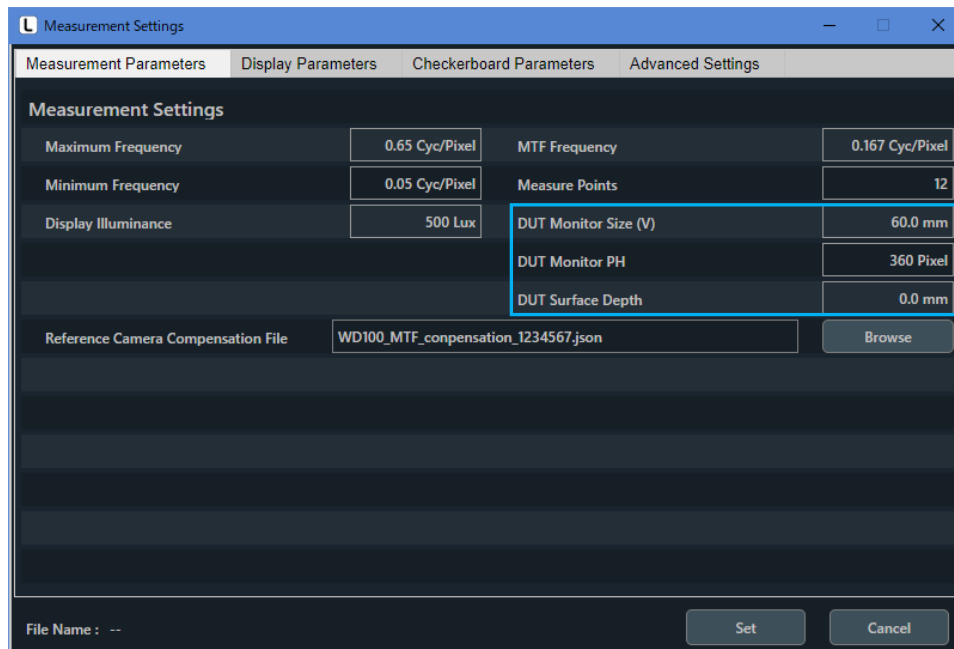 L Measurement Settings
Measurement Parameters Display Parameters Checkerboard Parameters Advanced Settings
Measurement Settings
Maximum Frequency 0.65 Cyc/Pixel MTF Frequency 0.167 Cyc/Pixel
Minimum Frequency 0.05 Cyc/Pixel Measure Points 12
Display Illuminance 500 Lux DUT Monitor Size (V) 60.0 mm
DUT Monitor PH 360 Pixel
DUT Surface Depth 0.0 mm
Reference Camera Compensation File WD100_MTF_conpensation_1234567.json Browse
File Name : -- Set Cancel